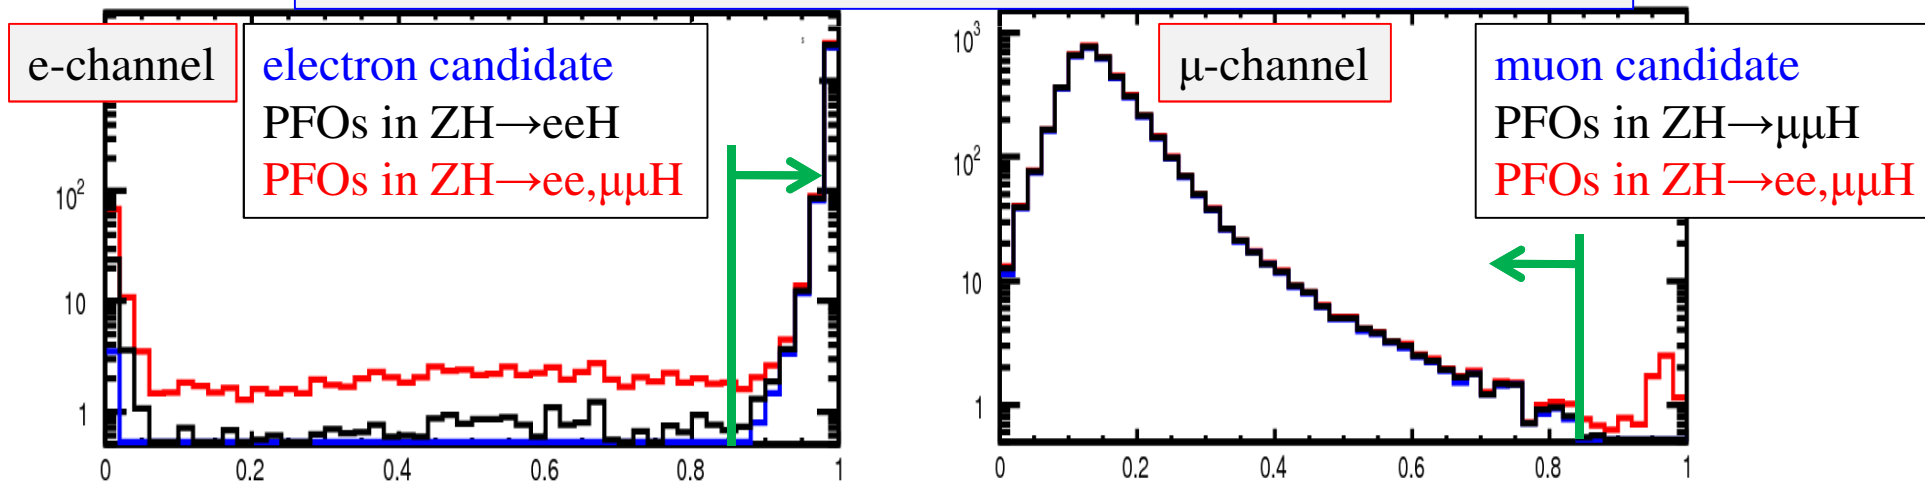 e-channel
electron candidate
PFOs in ZH→eeH
PFOs in ZH→ee,μμH
10²
10
1
0 0.2 0.4 0.6 0.8 1
μ-channel
muon candidate
PFOs in ZH→μμH
PFOs in ZH→ee,μμH
10³
10²
10
1
0 0.2 0.4 0.6 0.8 1